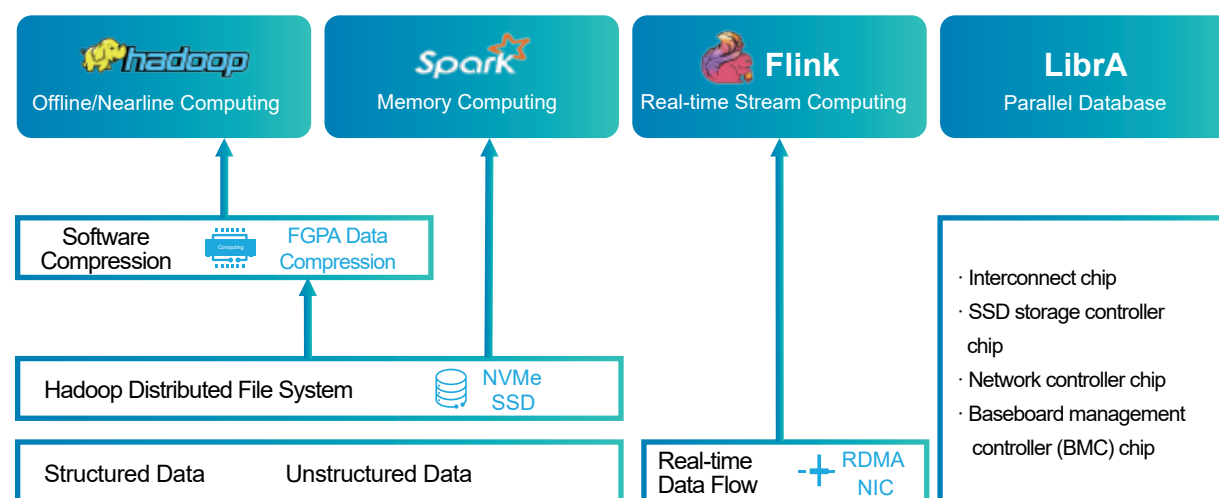 hadoop
Offline/Nearline Computing
Spark
Memory Computing
Flink
Real-time Stream Computing
LibrA
Parallel Database
Software
Compression
Computing
FGPA Data
Compression
· Interconnect chip
· SSD storage controller
chip
· Network controller chip
· Baseboard management
controller (BMC) chip
Hadoop Distributed File System
NVMe
SSD
Structured Data
Unstructured Data
Real-time
Data Flow
RDMA
NIC